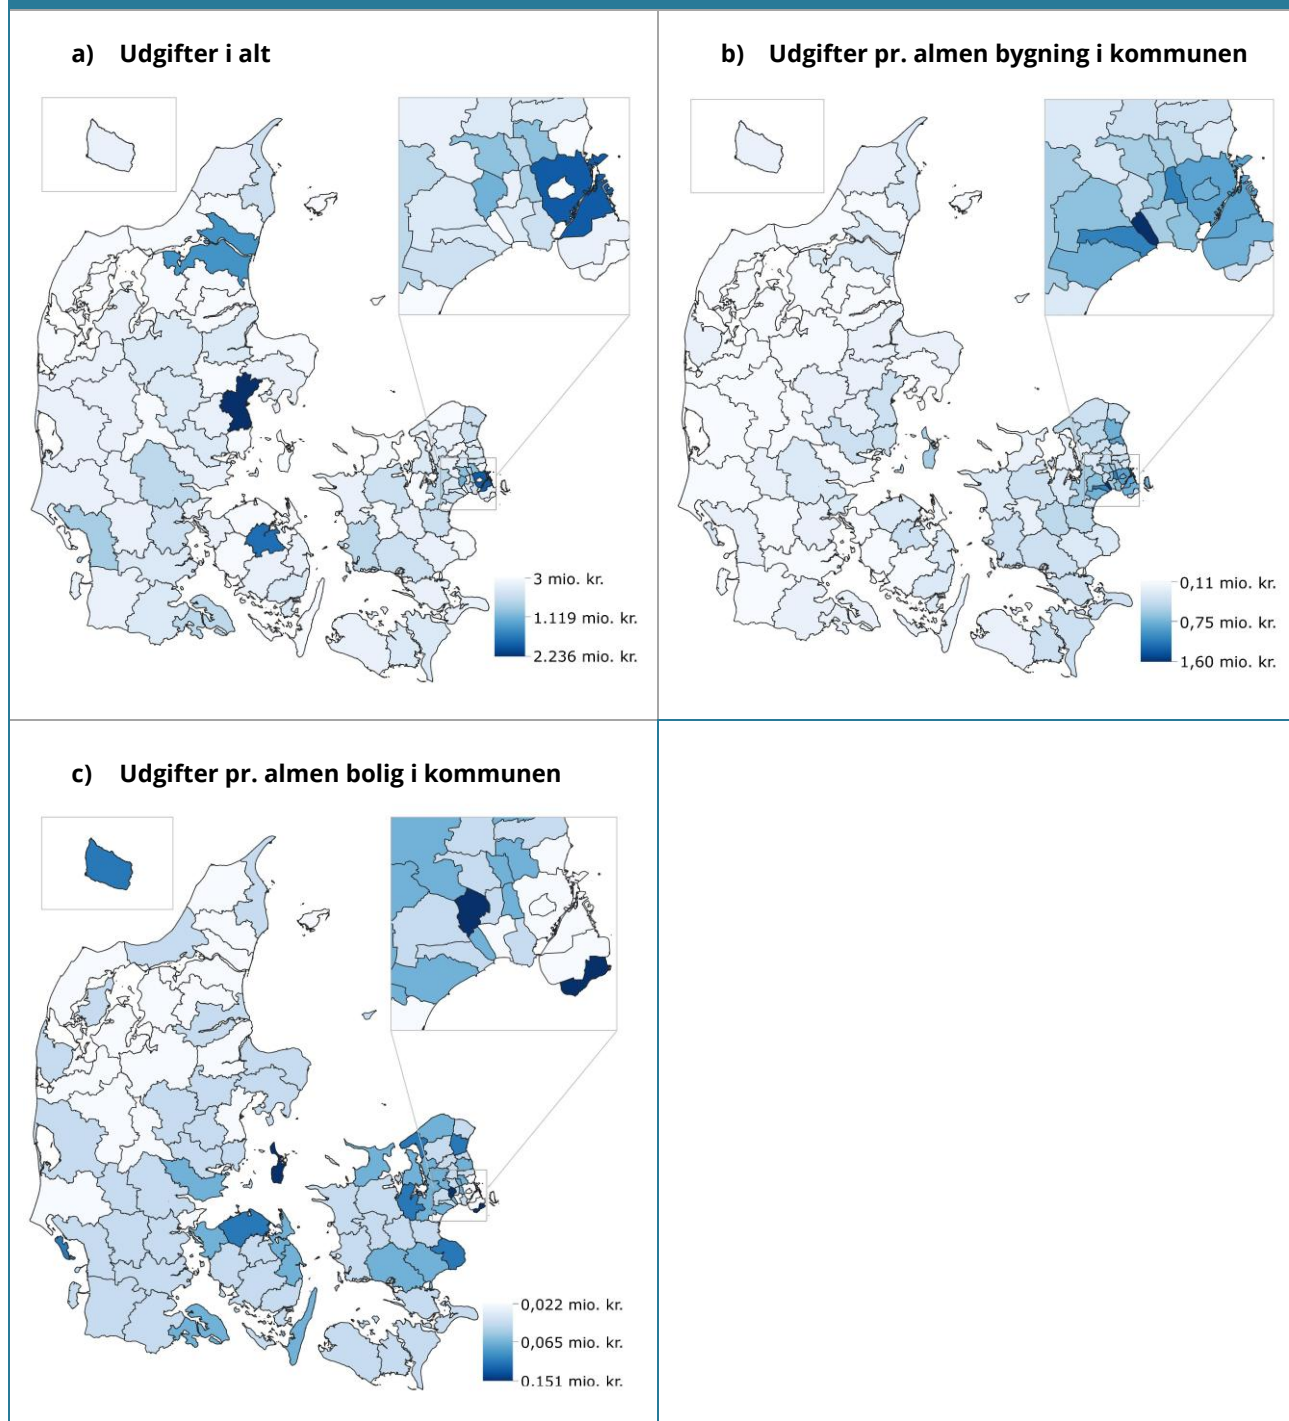 a) Udgifter i alt
3 mio. kr.
1.119 mio. kr.
2.236 mio. kr.
b) Udgifter pr. almen bygning i kommunen
0,11 mio. kr.
0,75 mio. kr.
1,60 mio. kr.
c) Udgifter pr. almen bolig i kommunen
0,022 mio. kr.
0,065 mio. kr.
0.151 mio. kr.